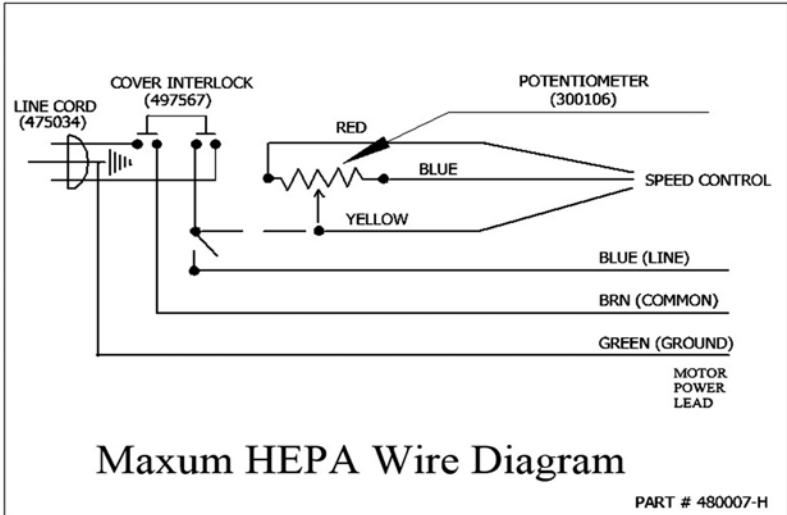 COVER INTERLOCK
(497567)
LINE CORD
(475034)
POTENTIOMETER
(300106)
RED
BLUE
SPEED CONTROL
YELLOW
BLUE (LINE)
BRN (COMMON)
GREEN (GROUND)
MOTOR
POWER
LEAD
Maxum HEPA Wire Diagram
PART # 480007-H